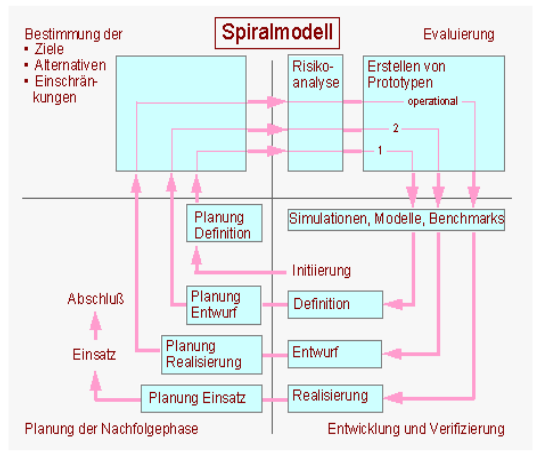 Spiralmodell
Bestimmung der
▪ Ziele
▪ Alternativen
▪ Einschrän-
kungen
Evaluierung
Risiko-
analyse
Erstellen von
Prototypen
operational
2
1
Planung
Definition
Simulationen, Modelle, Benchmarks
Initiierung
Planung
Entwurf
Definition
Abschluß
Planung
Realisierung
Entwurf
Einsatz
Planung Einsatz
Realisierung
Planung der Nachfolgephase
Entwicklung und Verifizierung